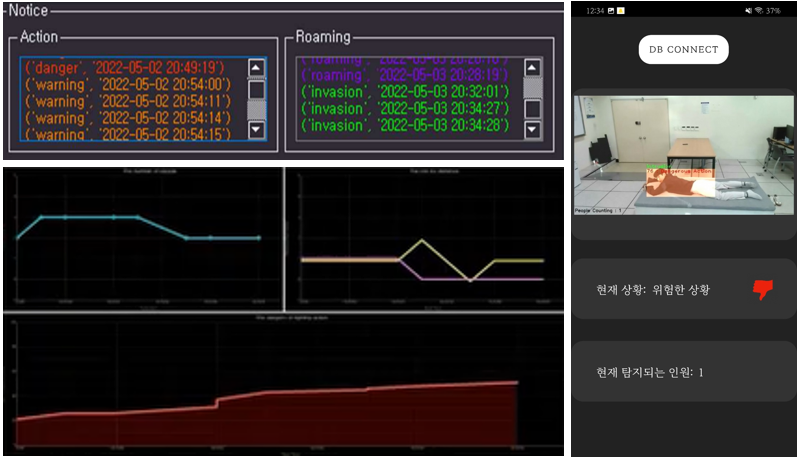 Notice
Action
('danger', '2022-05-02 20:49:19')
('warning', '2022-05-02 20:54:00')
('warning', '2022-05-02 20:54:11')
('warning', '2022-05-02 20:54:14')
('warning', '2022-05-02 20:54:15')
Roaming
('roaming', '2022-05-03 20:28:19')
('invasion', '2022-05-03 20:32:01')
('invasion', '2022-05-03 20:34:27')
('invasion', '2022-05-03 20:34:28')
12:34
37%
DB CONNECT
People Counting : 1
현재 상황: 위험한 상황
현재 탐지되는 인원: 1